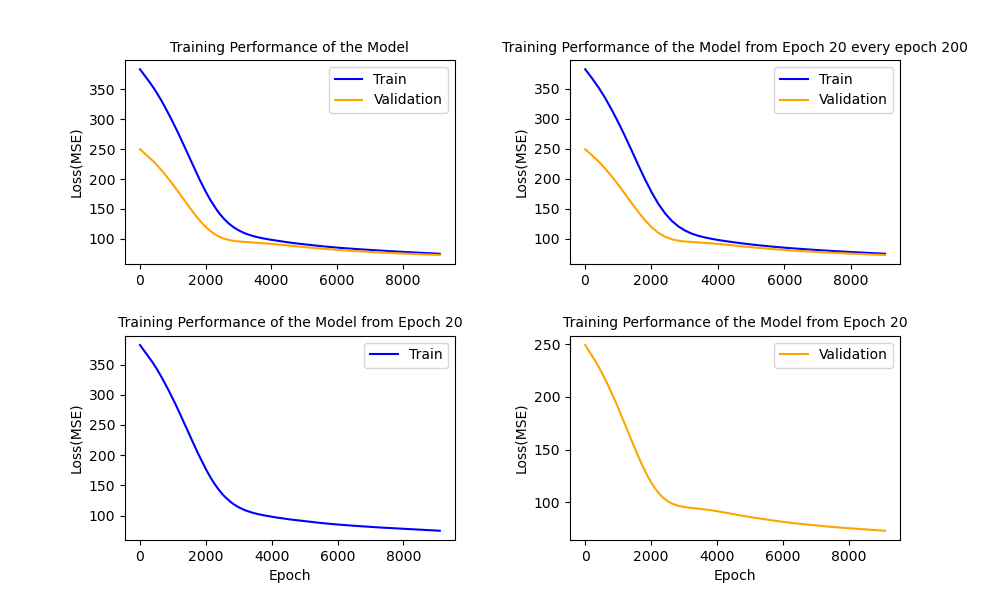 Training Performance of the Model
Loss(MSE)
350
300
250
200
150
100
0 2000 4000 6000 8000
Train
Validation
Training Performance of the Model from Epoch 20 every epoch 200
Loss(MSE)
350
300
250
200
150
100
0 2000 4000 6000 8000
Train
Validation
Training Performance of the Model from Epoch 20
Loss(MSE)
350
300
250
200
150
100
0 2000 4000 6000 8000
Epoch
Train
Training Performance of the Model from Epoch 20
Loss(MSE)
250
200
150
100
0 2000 4000 6000 8000
Epoch
Validation